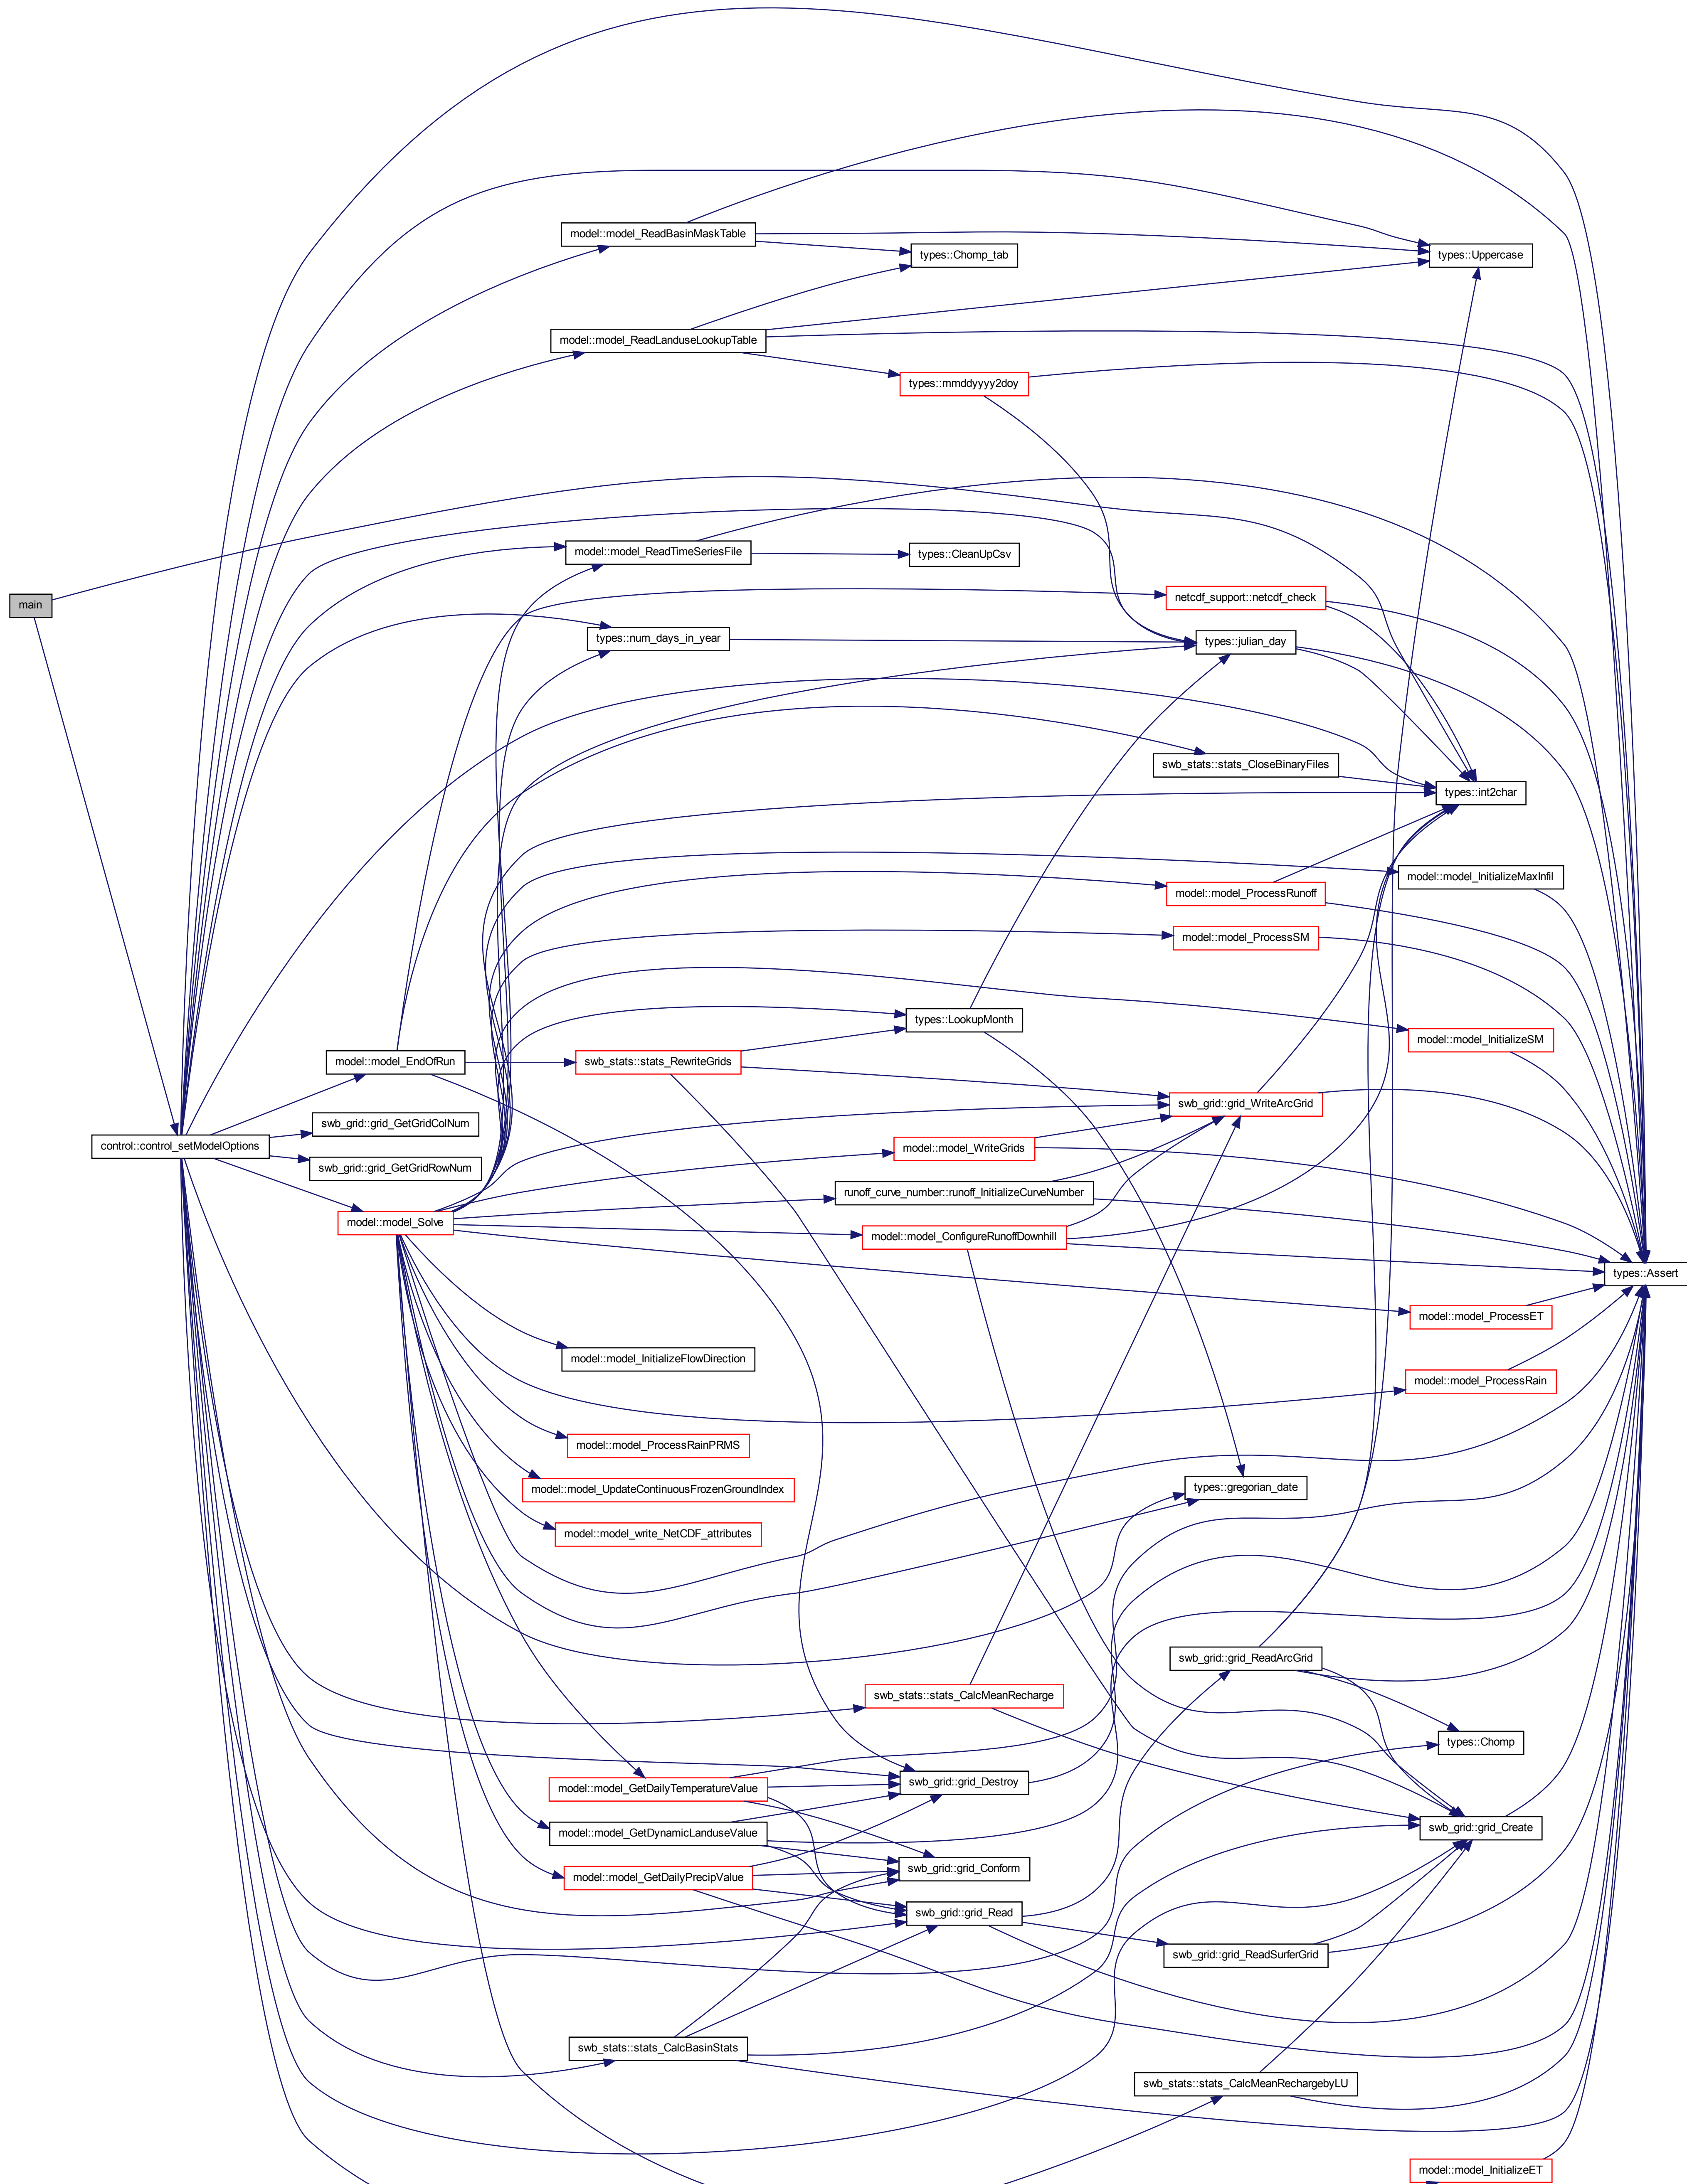 model::model_ReadBasinMaskTable
types::Chomp_tab
types::Uppercase
model::model_ReadLanduseLookupTable
types::mmddyyyy2doy
model::model_ReadTimeSeriesFile
types::CleanUpCsv
main
netcdf_support::netcdf_check
types::num_days_in_year
types::julian_day
swb_stats::stats_CloseBinaryFiles
types::int2char
model::model_InitializeMaxInfil
model::model_ProcessRunoff
model::model_ProcessSM
types::LookupMonth
model::model_InitializeSM
model::model_EndOfRun
swb_stats::stats_RewriteGrids
swb_grid::grid_WriteArcGrid
swb_grid::grid_GetGridColNum
control::control_setModelOptions
model::model_WriteGrids
swb_grid::grid_GetGridRowNum
runoff_curve_number::runoff_InitializeCurveNumber
model::model_Solve
model::model_ConfigureRunoffDownhill
types::Assert
model::model_ProcessET
model::model_InitializeFlowDirection
model::model_ProcessRain
model::model_ProcessRainPRMS
model::model_UpdateContinuousFrozenGroundIndex
types::gregorian_date
model::model_write_NetCDF_attributes
swb_grid::grid_ReadArcGrid
swb_stats::stats_CalcMeanRecharge
types::Chomp
swb_grid::grid_Destroy
model::model_GetDailyTemperatureValue
swb_grid::grid_Create
model::model_GetDynamicLanduseValue
swb_grid::grid_Conform
model::model_GetDailyPrecipValue
swb_grid::grid_Read
swb_grid::grid_ReadSurferGrid
swb_stats::stats_CalcBasinStats
swb_stats::stats_CalcMeanRechargebyLU
model::model_InitializeET